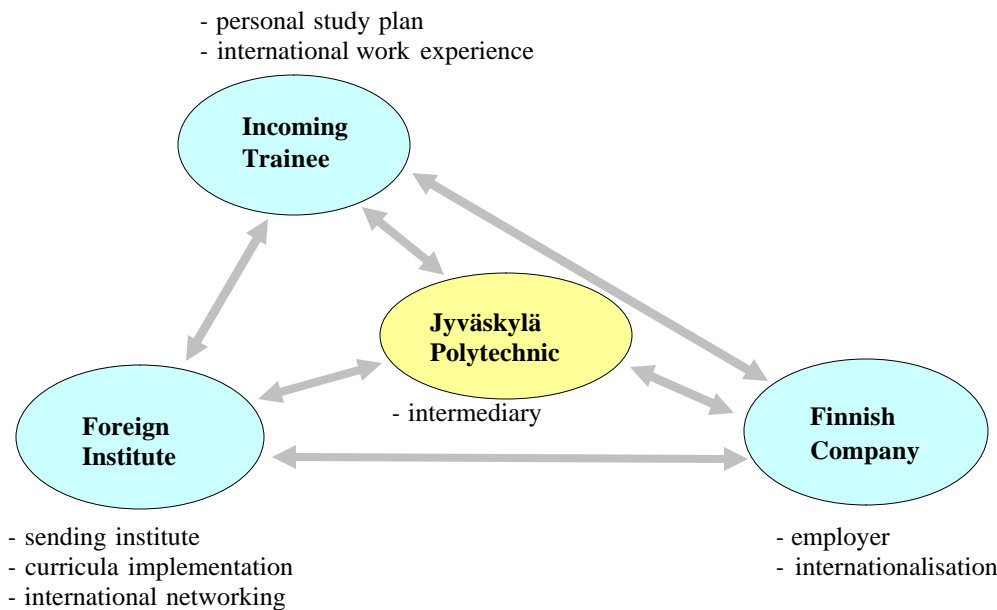 - personal study plan
- international work experience
Incoming
Trainee
Jyväskylä
Polytechnic
- intermediary
Foreign
Institute
Finnish
Company
- sending institute
- curricula implementation
- international networking
- employer
- internationalisation